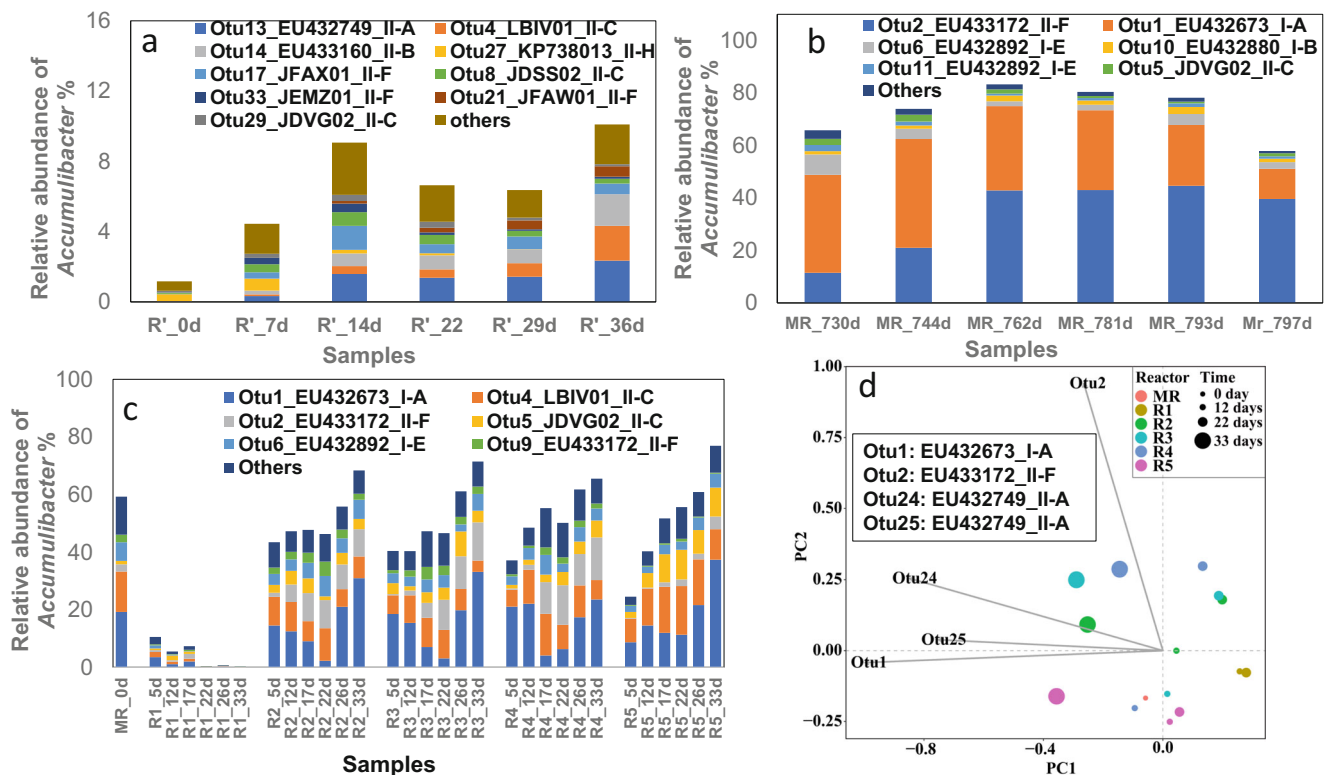 a
Relative abundance of
Accumulibacter %
16
12
8
4
0
Otu13_EU432749_II-A
Otu4_LBIV01_II-C
Otu14_EU433160_II-B
Otu27_KP738013_II-H
Otu17_JFAX01_II-F
Otu8_JDSS02_II-C
Otu33_JEMZ01_II-F
Otu21_JFAW01_II-F
Otu29_JDVG02_II-C
others
R'_0d
R'_7d
R'_14d
R'_22
R'_29d
R'_36d
Samples
b
Relative abundance of
Accumulibacter %
100
80
60
40
20
0
Otu2_EU433172_II-F
Otu1_EU432673_I-A
Otu6_EU432892_I-E
Otu10_EU432880_I-B
Otu11_EU432892_I-E
Otu5_JDVG02_II-C
Others
MR_730d
MR_744d
MR_762d
MR_781d
MR_793d
Mr_797d
Samples
c
Relative abundance of
Accumulibacter %
100
80
60
40
20
0
Otu1_EU432673_I-A
Otu4_LBIV01_II-C
Otu2_EU433172_II-F
Otu5_JDVG02_II-C
Otu6_EU432892_I-E
Otu9_EU433172_II-F
Others
MR_0d
R1_5d
R1_12d
R1_17d
R1_22d
R1_26d
R1_33d
R2_5d
R2_12d
R2_17d
R2_22d
R2_26d
R2_33d
R3_5d
R3_12d
R3_17d
R3_22d
R3_26d
R3_33d
R4_5d
R4_12d
R4_17d
R4_22d
R4_26d
R4_33d
R5_5d
R5_12d
R5_17d
R5_22d
R5_26d
R5_33d
Samples
d
PC2
1.00
0.75
0.50
0.25
0.00
−0.25
Otu2
Otu24
Otu25
Otu1
Otu1: EU432673_I-A
Otu2: EU433172_II-F
Otu24: EU432749_II-A
Otu25: EU432749_II-A
Reactor
MR
R1
R2
R3
R4
R5
Time
0 day
12 days
22 days
33 days
−0.8
−0.4
0.0
PC1